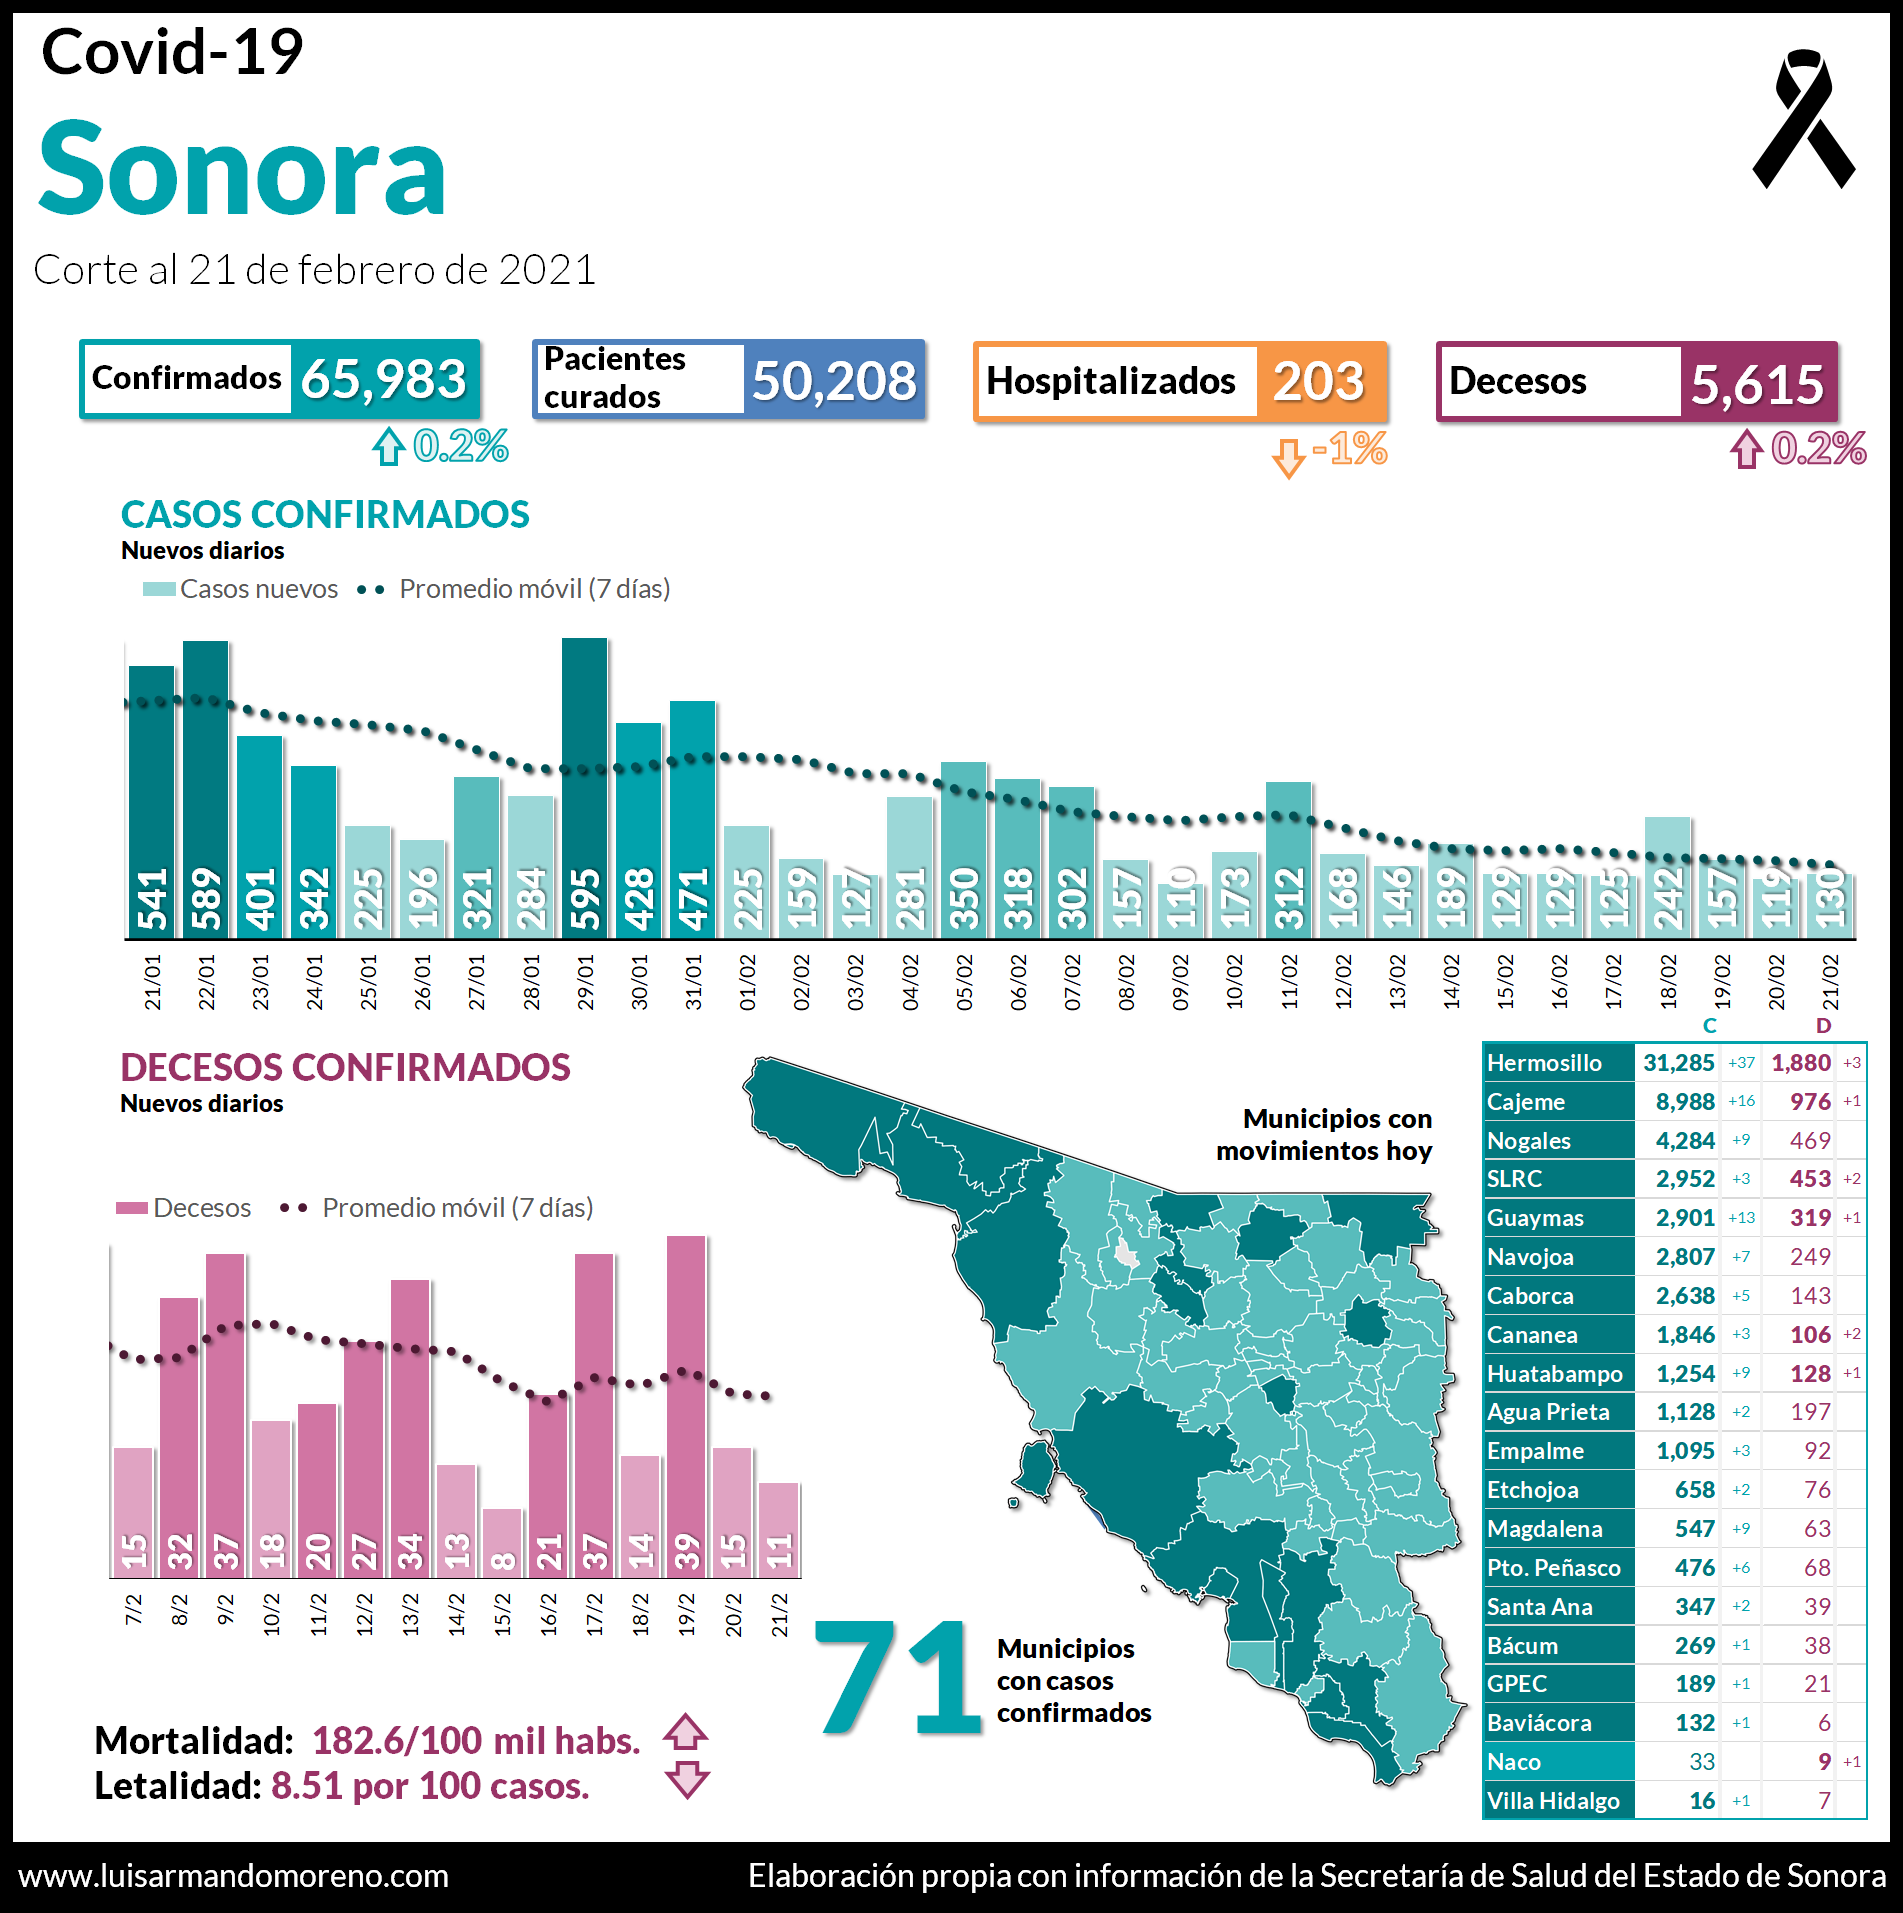 Covid-19
Sonora
Corte al 21 de febrero de 2021
Confirmados 65,983
0.2%
Pacientes
curados
50,208
Hospitalizados 203
-1%
Decesos 5,615
0.2%
CASOS CONFIRMADOS
Nuevos diarios
Casos nuevos Promedio móvil (7 días)
541 589 401 342 225 196 321 284 595 428 471 225 159 127 281 350 318 302 157 110 173 312 168 146 189 129 129 125 242 157 119 130
21/01 22/01 23/01 24/01 25/01 26/01 27/01 28/01 29/01 30/01 31/01 01/02 02/02 03/02 04/02 05/02 06/02 07/02 08/02 09/02 10/02 11/02 12/02 13/02 14/02 15/02 16/02 17/02 18/02 19/02 20/02 21/02
DECESOS CONFIRMADOS
Nuevos diarios
Decesos Promedio móvil (7 días)
15 32 37 18 20 27 34 13 8 21 37 14 39 15 11
7/2 8/2 9/2 10/2 11/2 12/2 13/2 14/2 15/2 16/2 17/2 18/2 19/2 20/2 21/2
Mortalidad: 182.6/100 mil habs.
Letalidad: 8.51 por 100 casos.
Municipios con
movimientos hoy
71
Municipios
con casos
confirmados
C D
Hermosillo 31,285 +37 1,880 +3
Cajeme 8,988 +16 976 +1
Nogales 4,284 +9 469
SLRC 2,952 +3 453 +2
Guaymas 2,901 +13 319 +1
Navojoa 2,807 +7 249
Caborca 2,638 +5 143
Cananea 1,846 +3 106 +2
Huatabampo 1,254 +9 128 +1
Agua Prieta 1,128 +2 197
Empalme 1,095 +3 92
Etchojoa 658 +2 76
Magdalena 547 +9 63
Pto. Peñasco 476 +6 68
Santa Ana 347 +2 39
Bácum 269 +1 38
GPEC 189 +1 21
Baviácora 132 +1 6
Naco 33 9 +1
Villa Hidalgo 16 +1 7
www.luisarmandomoreno.com
Elaboración propia con información de la Secretaría de Salud del Estado de Sonora